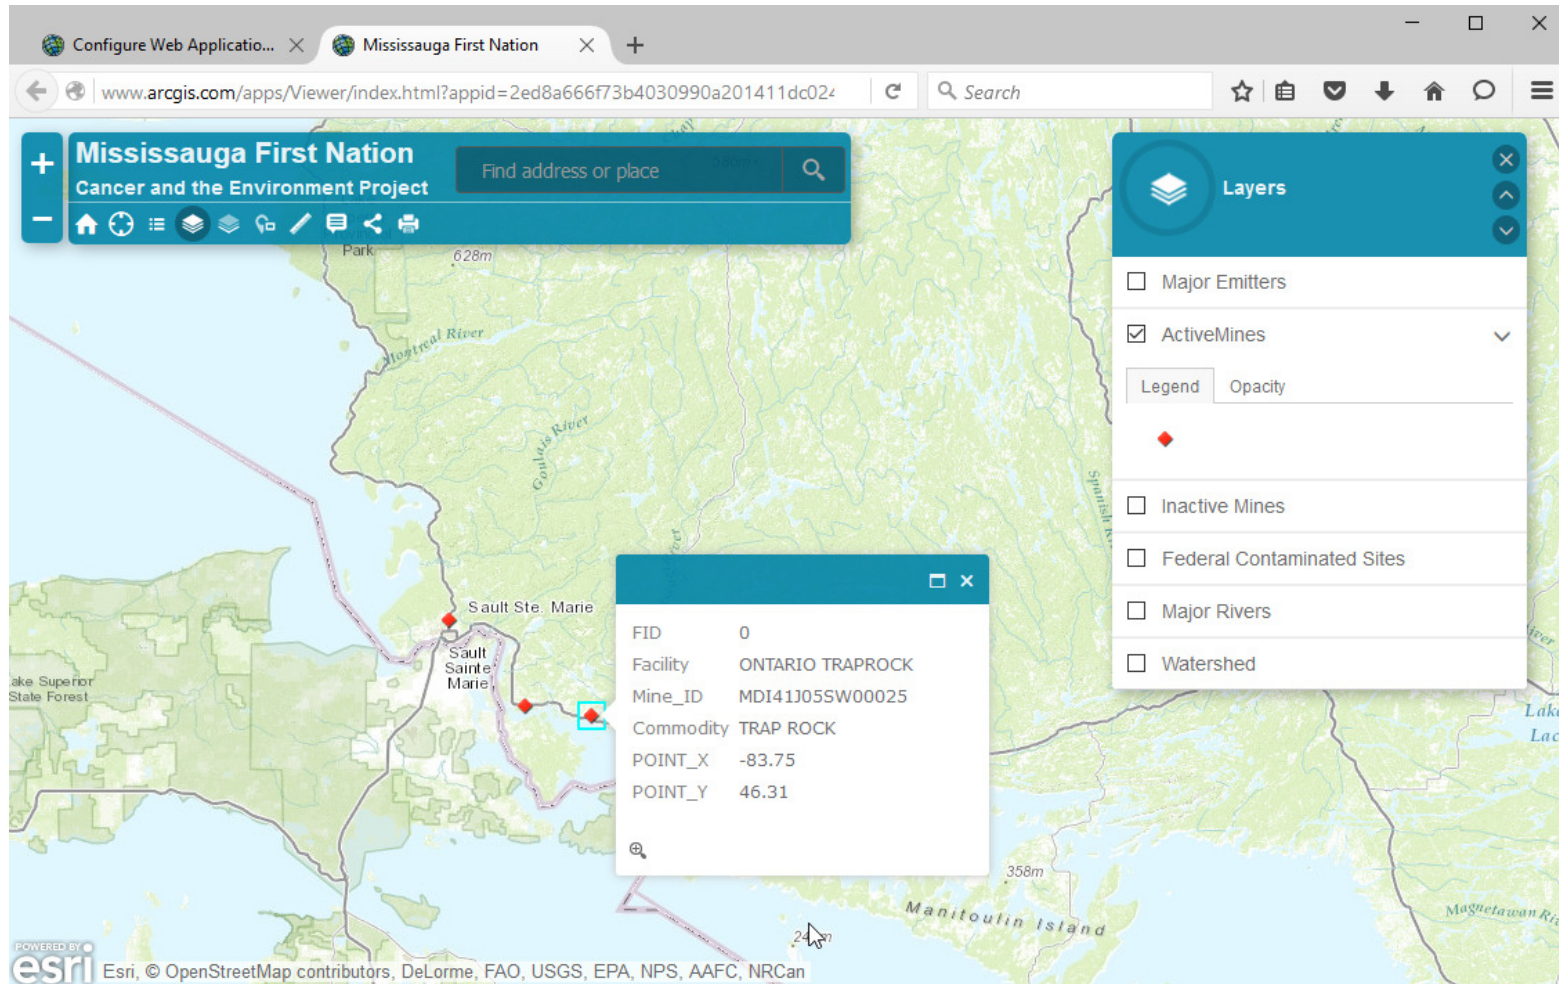 Configure Web Applicatio...
Mississauga First Nation
www.arcgis.com/apps/Viewer/index.html?appid=2ed8a666f73b4030990a201411dc024
Search
Mississauga First Nation
Cancer and the Environment Project
Find address or place
Layers
Major Emitters
ActiveMines
Legend
Opacity
Inactive Mines
Federal Contaminated Sites
Major Rivers
Watershed
Park
628m
Montreal River
Goulais River
Spanish
Sault Ste. Marie
Sault
Sainte
Marie
ake Superior
State Forest
FID 0
Facility ONTARIO TRAPROCK
Mine_ID MDI41J05SW00025
Commodity TRAP ROCK
POINT_X -83.75
POINT_Y 46.31
358m
Manitoulin Island
Magnetawan Ri
POWERED BY
esri
Esri, © OpenStreetMap contributors, DeLorme, FAO, USGS, EPA, NPS, AAFC, NRCan